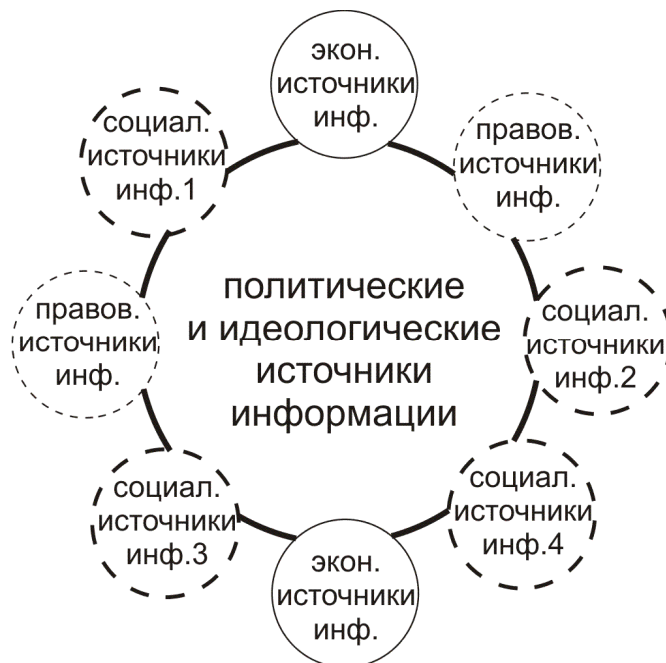 экон.
источники
инф.
социал.
источники
инф.1
правов.
источники
инф.
правов.
источники
инф.
политические
и идеологические
источники
информации
социал.
источники
инф.2
социал.
источники
инф.3
социал.
источники
инф.4
экон.
источники
инф.